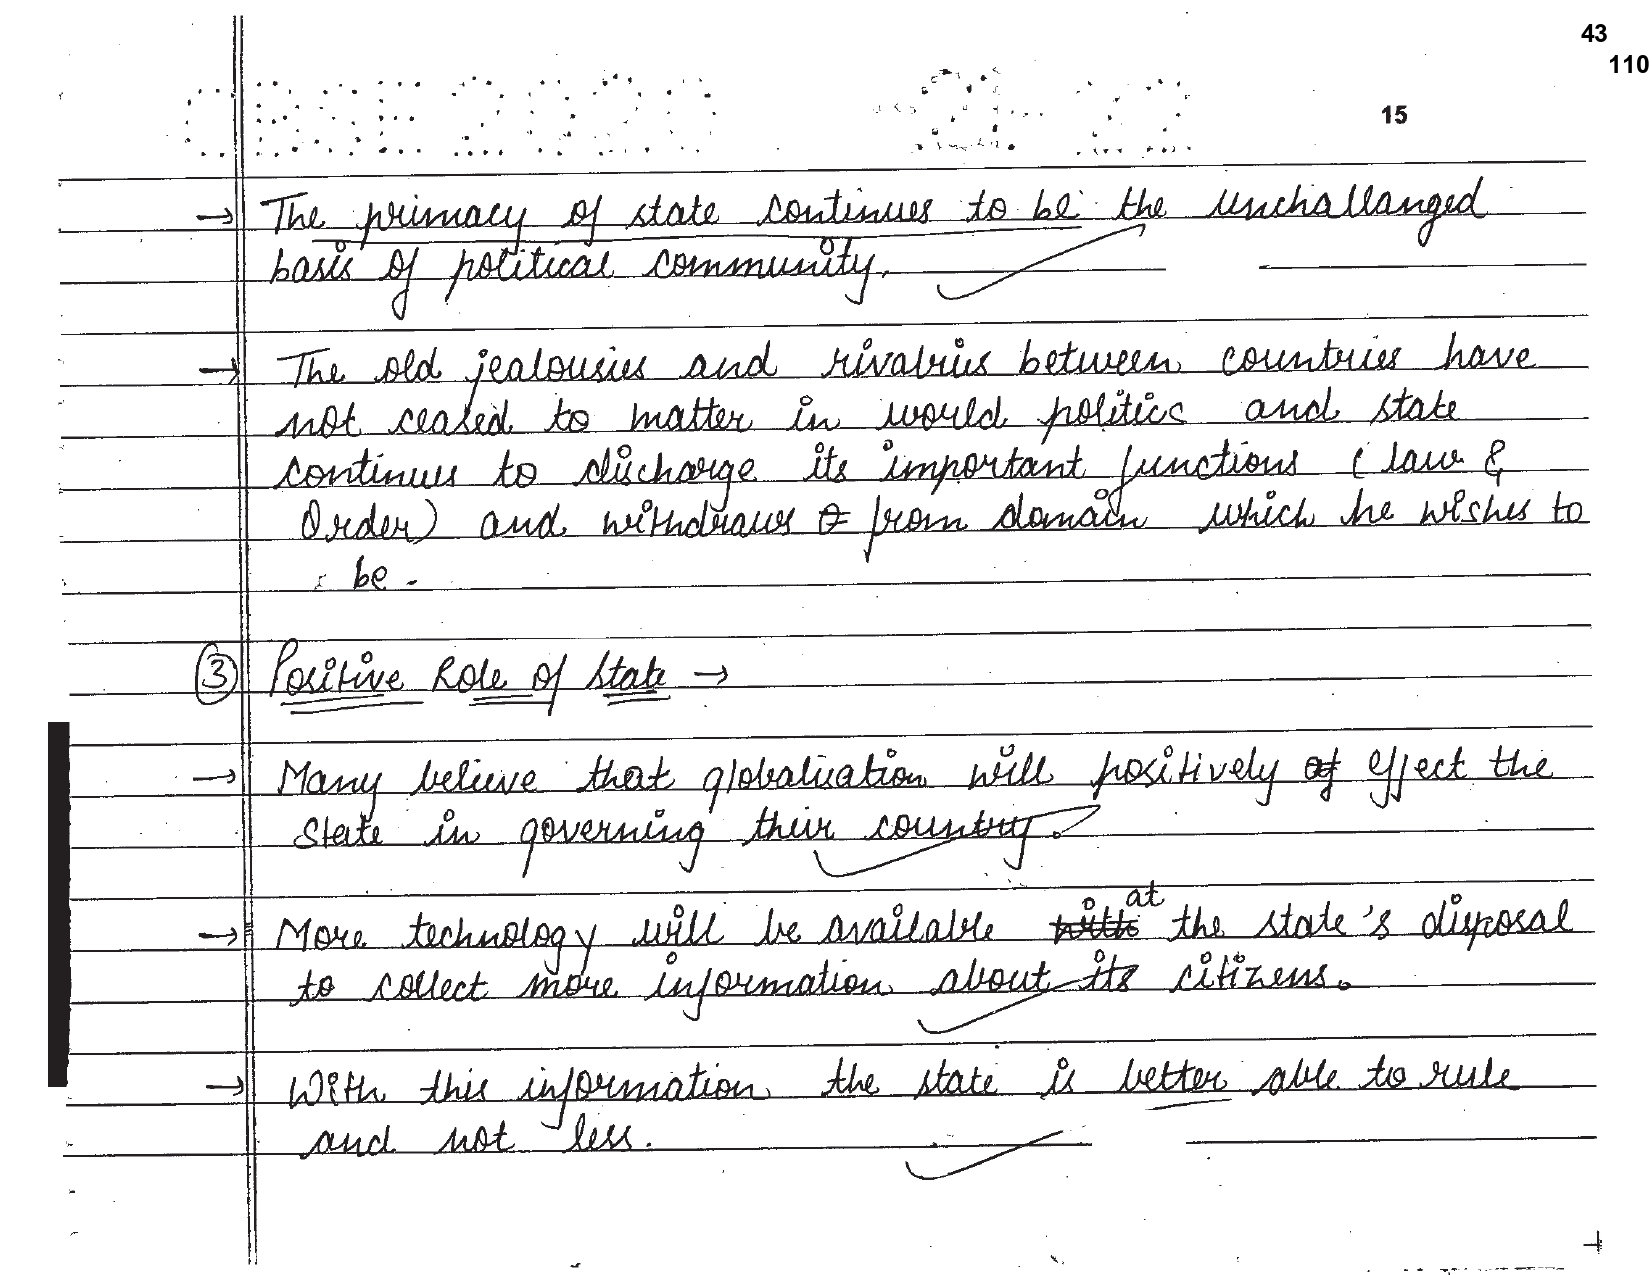 43
110
CBSE 2020
15
→ The primacy of state continues to be the unchallanged
basis of political community.
→ The old jealousies and rivalries between countries have
not ceased to matter in world politics and state
continues to discharge its important functions ( law &
Order) and withdraws from domain which he wishes to
be.
③ Positive Role of State →
→ Many believe that globalisation will positively effect the
State in governing their country.
→ More technology will be available at the state's disposal
to collect more information about its citizens.
→ With this information the state is better able to rule
and not less.